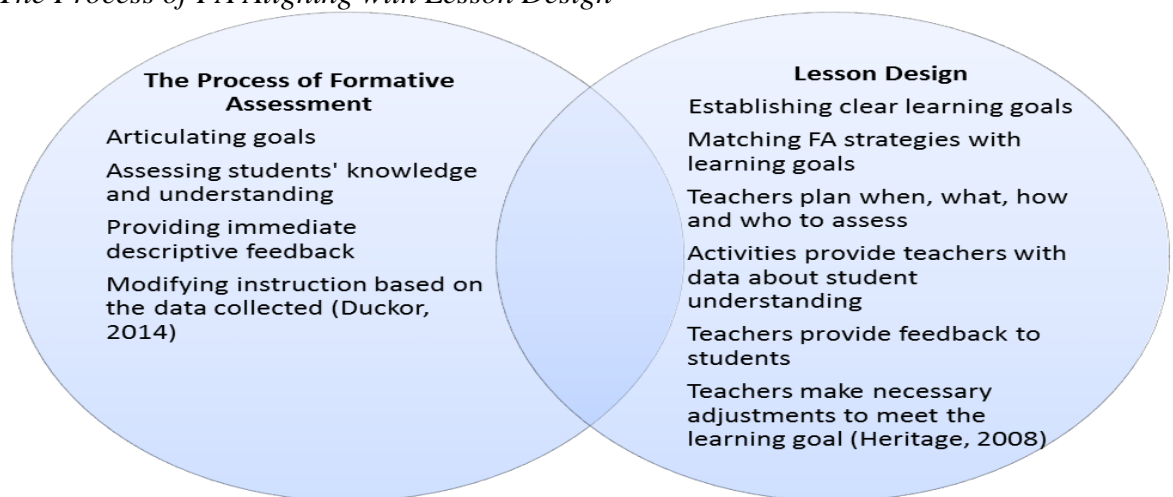 The Process of FA Aligning with Lesson Design
The Process of Formative
Assessment
Articulating goals
Assessing students' knowledge
and understanding
Providing immediate
descriptive feedback
Modifying instruction based on
the data collected (Duckor,
2014)
Lesson Design
Establishing clear learning goals
Matching FA strategies with
learning goals
Teachers plan when, what, how
and who to assess
Activities provide teachers with
data about student
understanding
Teachers provide feedback to
students
Teachers make necessary
adjustments to meet the
learning goal (Heritage, 2008)